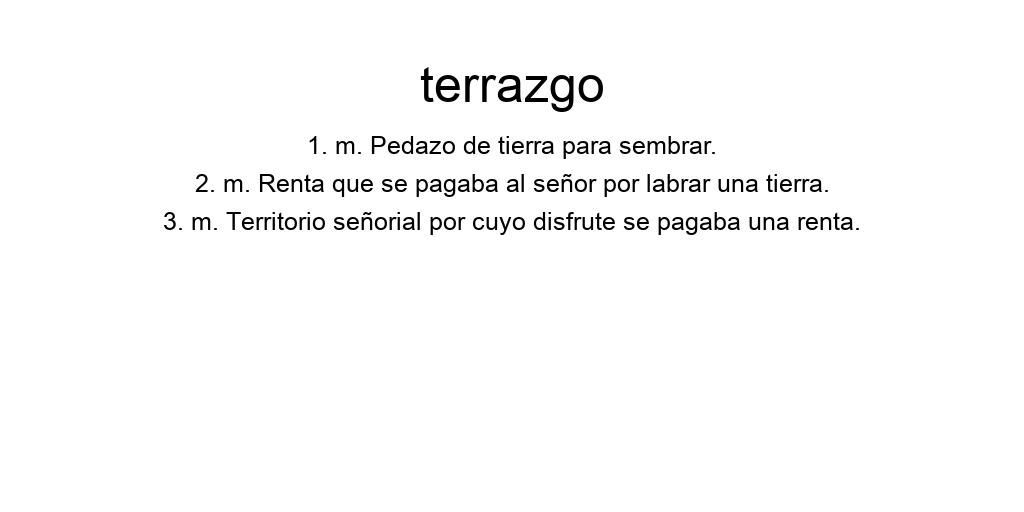 terrazgo
1. m. Pedazo de tierra para sembrar.
2. m. Renta que se pagaba al señor por labrar una tierra.
3. m. Territorio señorial por cuyo disfrute se pagaba una renta.